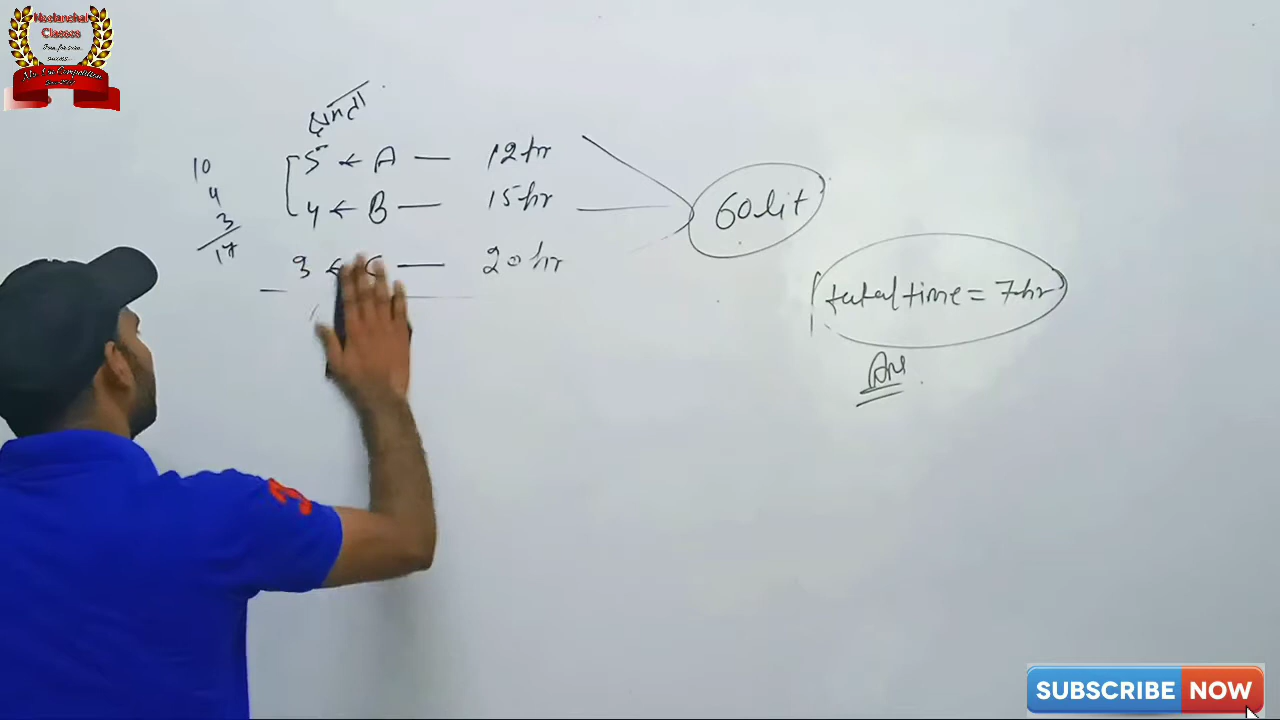 Neelanchal
Classes
क्षमता
5 ← A — 12 hr
4 ← B — 15 hr
3 ← C — 20 hr
10
4
3
17
60 lit
total time = 7 hr
Ans
SUBSCRIBE NOW